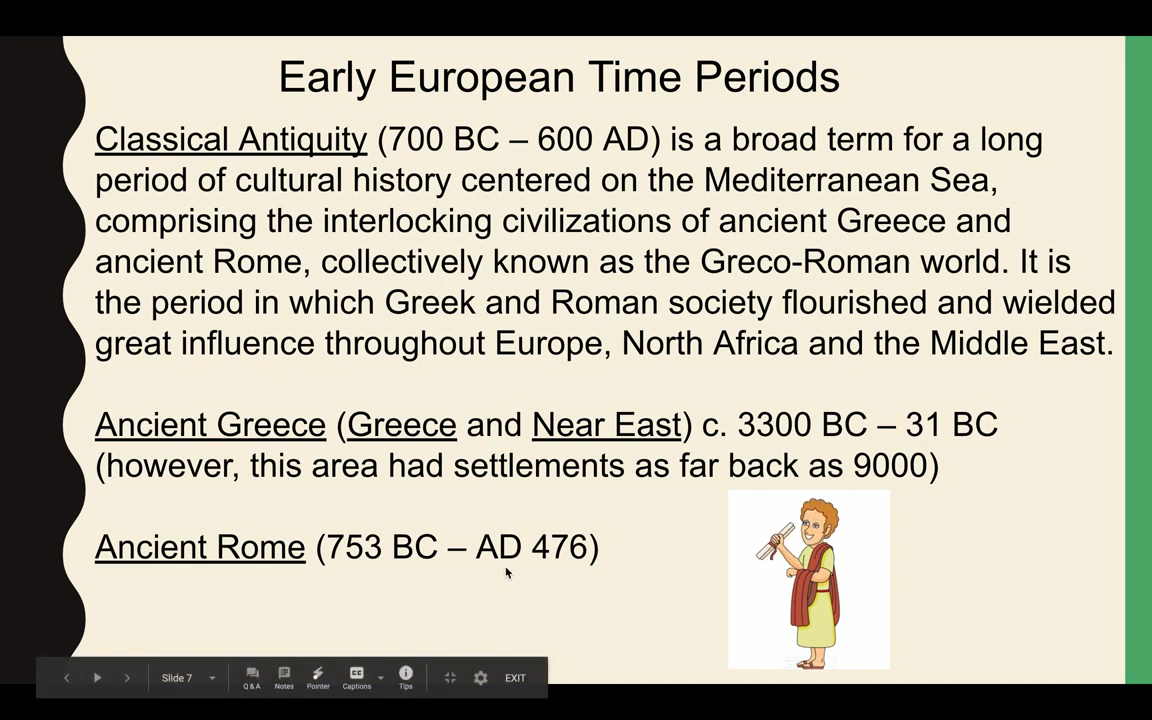 Early European Time Periods
Classical Antiquity (700 BC – 600 AD) is a broad term for a long
period of cultural history centered on the Mediterranean Sea,
comprising the interlocking civilizations of ancient Greece and
ancient Rome, collectively known as the Greco-Roman world. It is
the period in which Greek and Roman society flourished and wielded
great influence throughout Europe, North Africa and the Middle East.
Ancient Greece (Greece and Near East) c. 3300 BC – 31 BC
(however, this area had settlements as far back as 9000)
Ancient Rome (753 BC – AD 476)
Slide 7 Q & A Notes Pointer Captions Tips EXIT